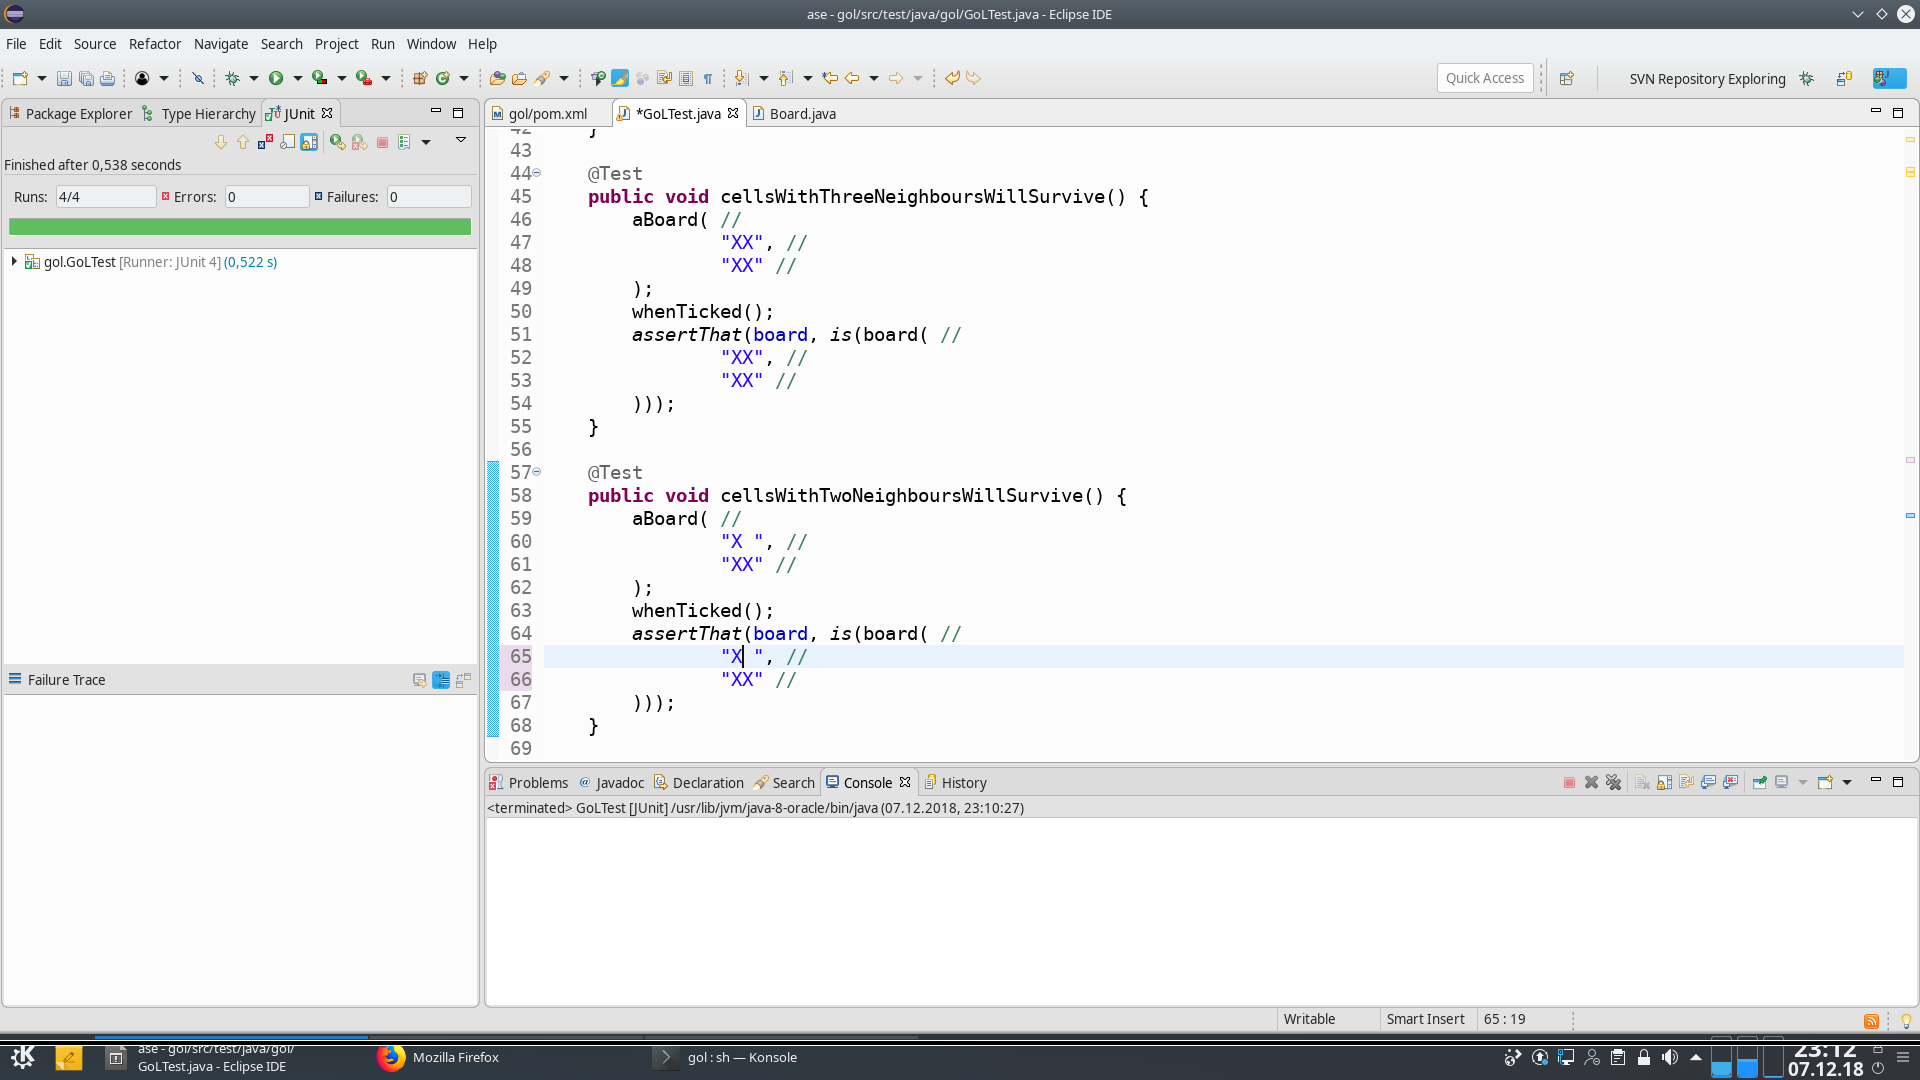 ase - gol/src/test/java/gol/GoLTest.java - Eclipse IDE
File Edit Source Refactor Navigate Search Project Run Window Help
Quick Access
SVN Repository Exploring
Package Explorer Type Hierarchy JUnit
Finished after 0,538 seconds
Runs: 4/4 Errors: 0 Failures: 0
gol.GoLTest [Runner: JUnit 4] (0,522 s)
Failure Trace
gol/pom.xml *GoLTest.java Board.java
42 }
43
44 @Test
45 public void cellsWithThreeNeighboursWillSurvive() {
46 aBoard( //
47 "XX", //
48 "XX" //
49 );
50 whenTicked();
51 assertThat(board, is(board( //
52 "XX", //
53 "XX" //
54 )));
55 }
56
57 @Test
58 public void cellsWithTwoNeighboursWillSurvive() {
59 aBoard( //
60 "X ", //
61 "XX" //
62 );
63 whenTicked();
64 assertThat(board, is(board( //
65 "X ", //
66 "XX" //
67 )));
68 }
69
Problems Javadoc Declaration Search Console History
<terminated> GoLTest [JUnit] /usr/lib/jvm/java-8-oracle/bin/java (07.12.2018, 23:10:27)
Writable Smart Insert 65 : 19
ase - gol/src/test/java/gol/
GoLTest.java - Eclipse IDE
Mozilla Firefox
gol : sh — Konsole
23:12
07.12.18